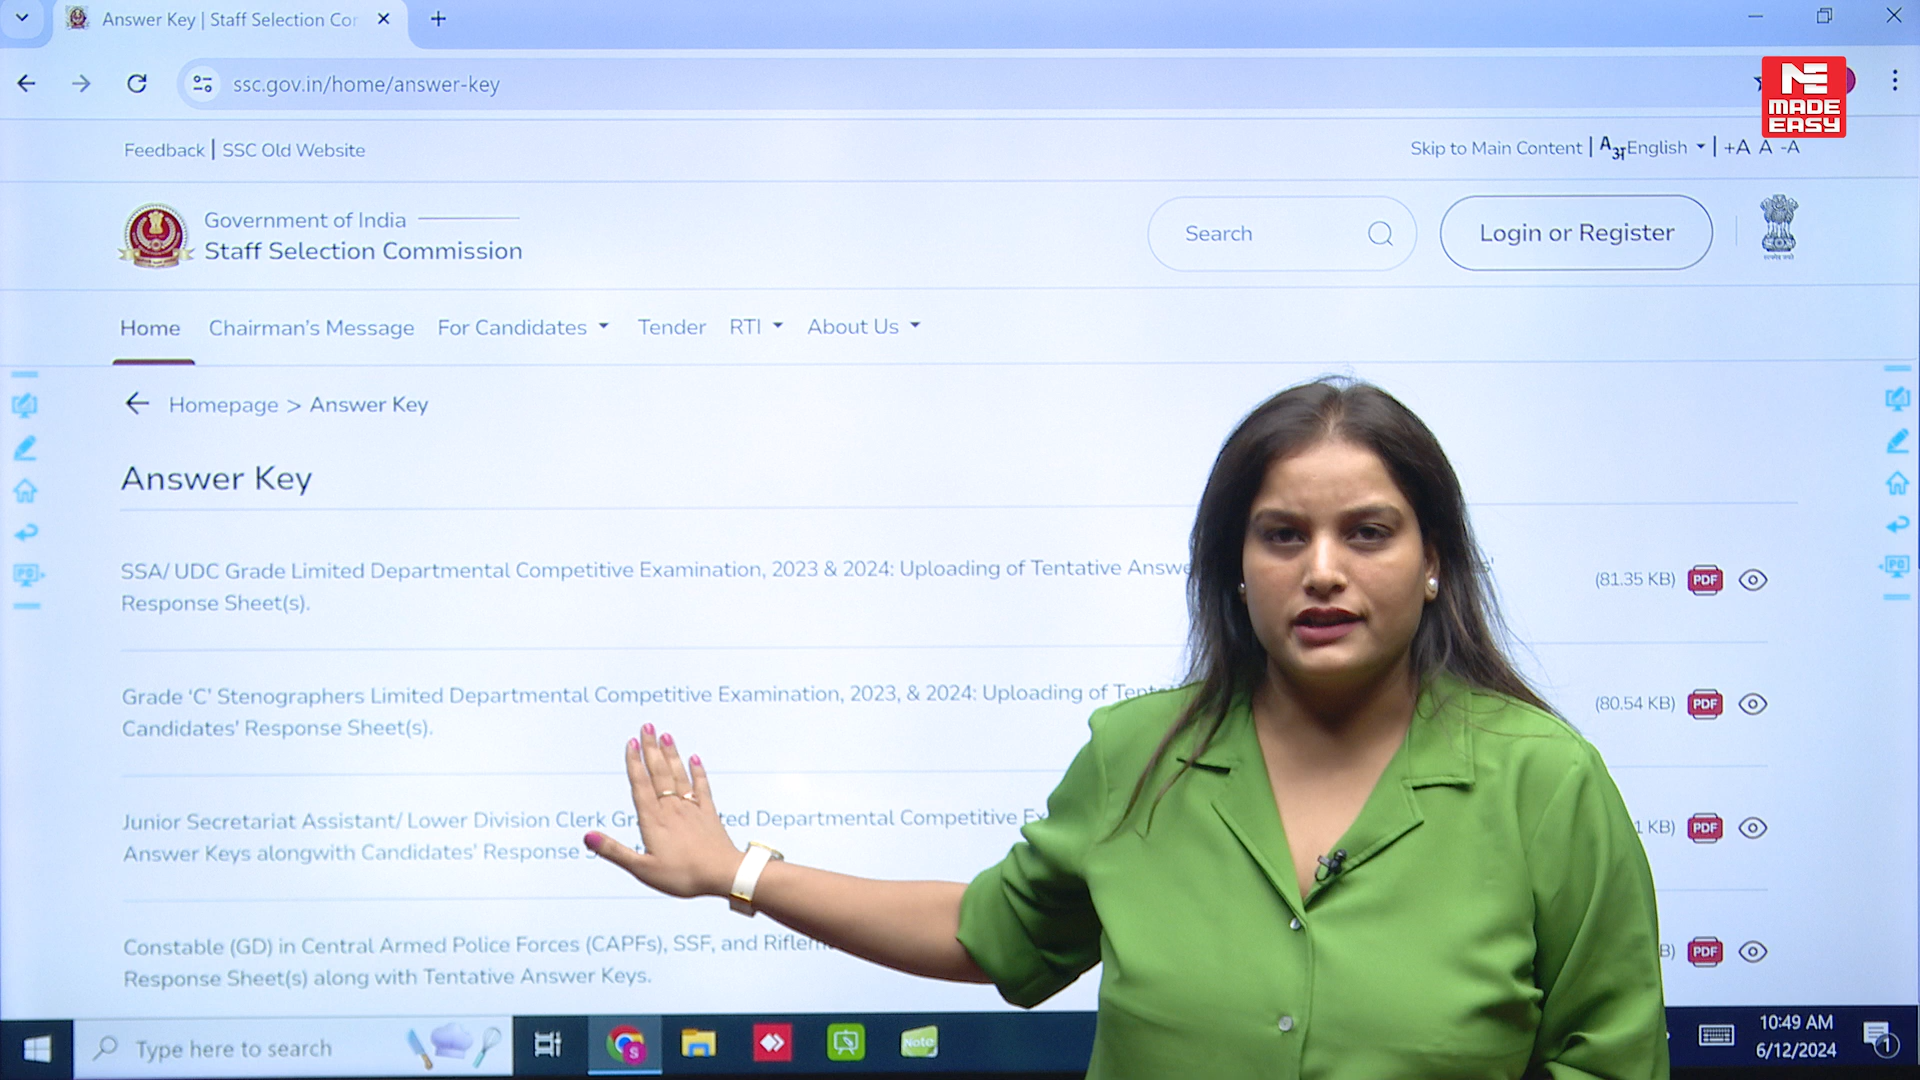 Answer Key | Staff Selection Cor
ssc.gov.in/home/answer-key
ME
MADE
EASY
Feedback | SSC Old Website
Skip to Main Content | English | +A A -A
Government of India
Staff Selection Commission
Search
Login or Register
Home Chairman's Message For Candidates Tender RTI About Us
Homepage > Answer Key
Answer Key
SSA/ UDC Grade Limited Departmental Competitive Examination, 2023 & 2024: Uploading of Tentative Answe
Response Sheet(s).
(81.35 KB) PDF
Grade 'C' Stenographers Limited Departmental Competitive Examination, 2023, & 2024: Uploading of Tent
Candidates' Response Sheet(s).
(80.54 KB) PDF
Junior Secretariat Assistant/ Lower Division Clerk Gr ted Departmental Competitive Ex
Answer Keys alongwith Candidates' Response
1 KB) PDF
Constable (GD) in Central Armed Police Forces (CAPFs), SSF, and Riflem
Response Sheet(s) along with Tentative Answer Keys.
B) PDF
Type here to search
S
Note
10:49 AM
6/12/2024
1